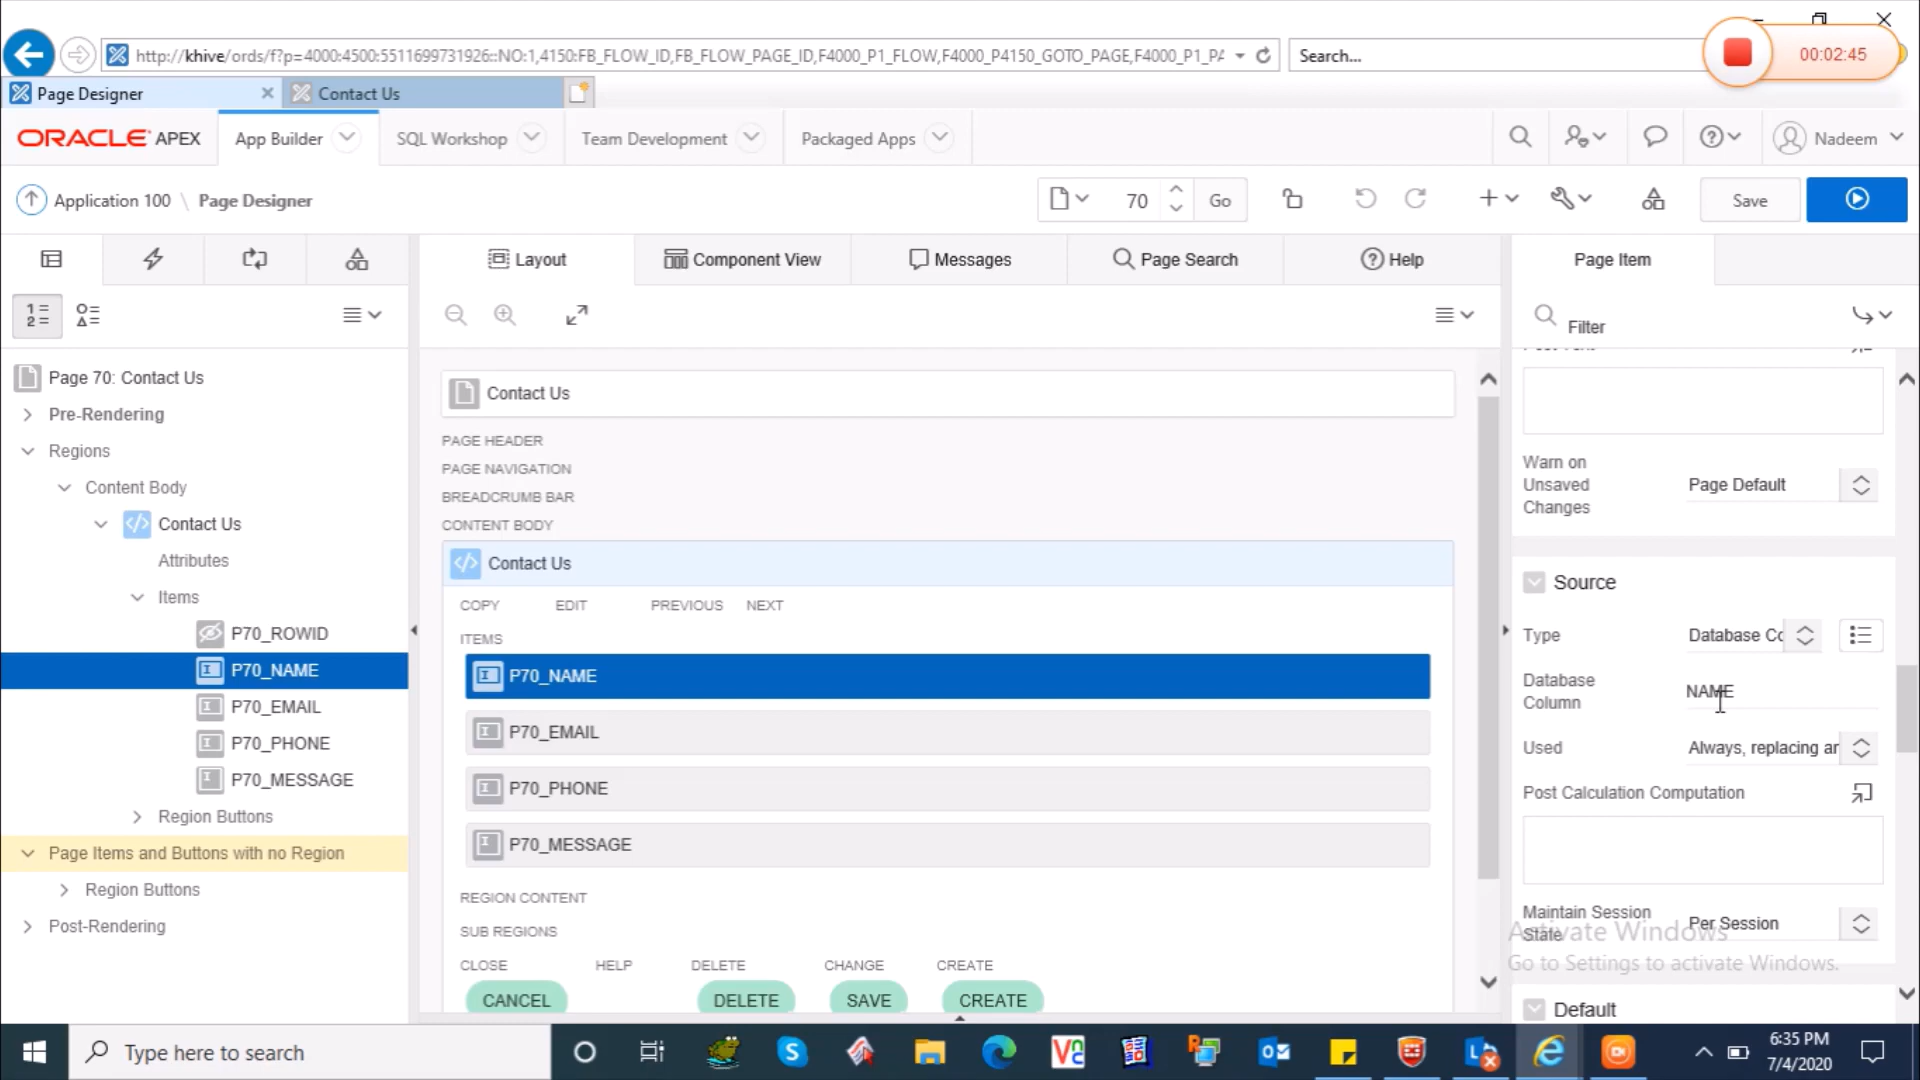 http://khive/ords/f?p=4000:4500:5511699731926::NO:1,4150:FB_FLOW_ID,FB_FLOW_PAGE_ID,F4000_P1_FLOW,F4000_P4150_GOTO_PAGE,F4000_P1_PA
Search...
00:02:45
Page Designer
Contact Us
ORACLE APEX
App Builder
SQL Workshop
Team Development
Packaged Apps
Nadeem
Application 100 \ Page Designer
70
Go
Save
Layout
Component View
Messages
Page Search
Help
Page Item
Filter
Page 70: Contact Us
Pre-Rendering
Regions
Content Body
Contact Us
Attributes
Items
P70_ROWID
P70_NAME
P70_EMAIL
P70_PHONE
P70_MESSAGE
Region Buttons
Page Items and Buttons with no Region
Region Buttons
Post-Rendering
Contact Us
PAGE HEADER
PAGE NAVIGATION
BREADCRUMB BAR
CONTENT BODY
Contact Us
COPY EDIT PREVIOUS NEXT
ITEMS
P70_NAME
P70_EMAIL
P70_PHONE
P70_MESSAGE
REGION CONTENT
SUB REGIONS
CLOSE HELP DELETE CHANGE CREATE
CANCEL DELETE SAVE CREATE
Warn on
Unsaved
Changes
Page Default
Source
Type
Database Co
Database
Column
NAME
Used
Always, replacing ar
Post Calculation Computation
Maintain Session
State
Per Session
Activate Windows
Go to Settings to activate Windows.
Default
Type here to search
6:35 PM
7/4/2020